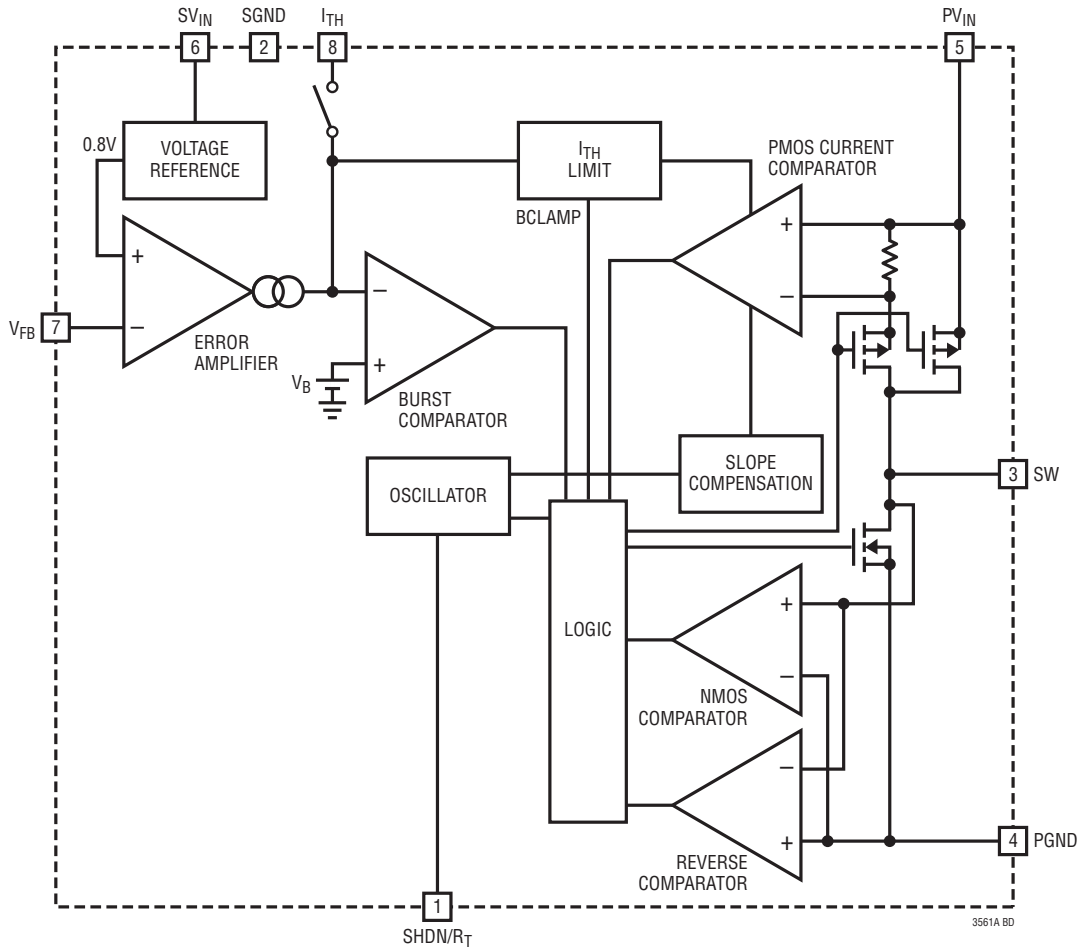 SVIN
SGND
ITH
PVIN
6
2
8
5
0.8V
VOLTAGE
REFERENCE
ITH
LIMIT
PMOS CURRENT
COMPARATOR
BCLAMP
+
+
–
–
VFB
7
–
ERROR
AMPLIFIER
VB
+
BURST
COMPARATOR
OSCILLATOR
SLOPE
COMPENSATION
3
SW
LOGIC
+
–
NMOS
COMPARATOR
–
+
REVERSE
COMPARATOR
4
PGND
1
SHDN/RT
3561A BD